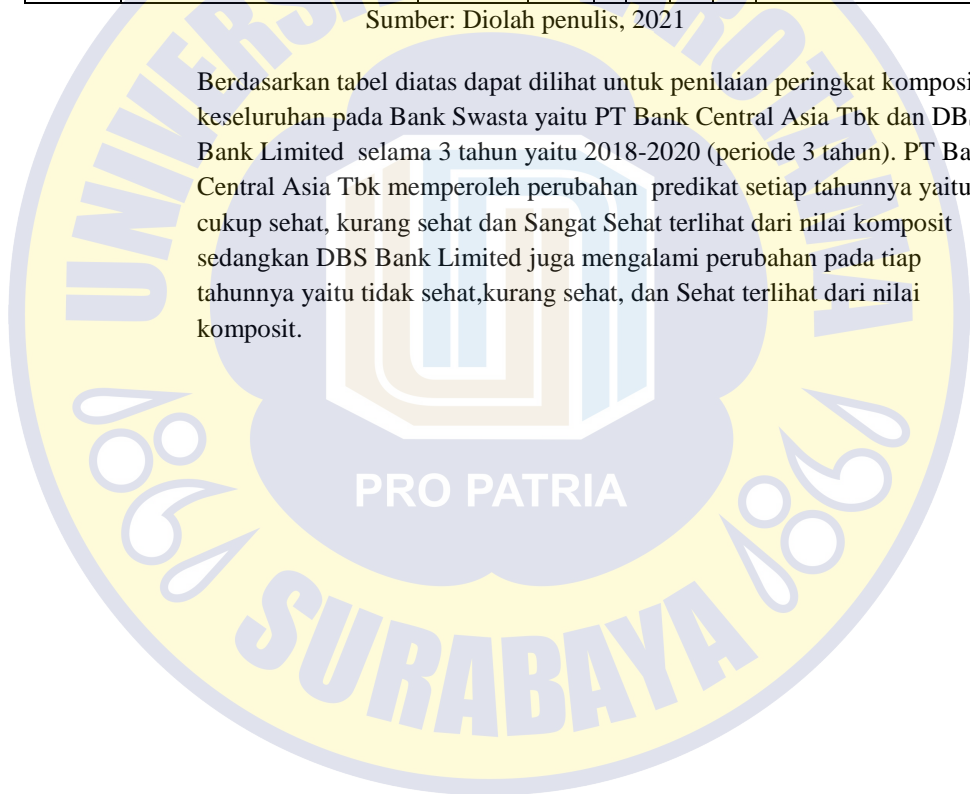 Sumber: Diolah penulis, 2021
Berdasarkan tabel diatas dapat dilihat untuk penilaian peringkat komposi
keseluruhan pada Bank Swasta yaitu PT Bank Central Asia Tbk dan DBS
Bank Limited selama 3 tahun yaitu 2018-2020 (periode 3 tahun). PT Ba
Central Asia Tbk memperoleh perubahan predikat setiap tahunnya yaitu
cukup sehat, kurang sehat dan Sangat Sehat terlihat dari nilai komposit
sedangkan DBS Bank Limited juga mengalami perubahan pada tiap
tahunnya yaitu tidak sehat,kurang sehat, dan Sehat terlihat dari nilai
komposit.
PRO PATRIA
SURABAYA